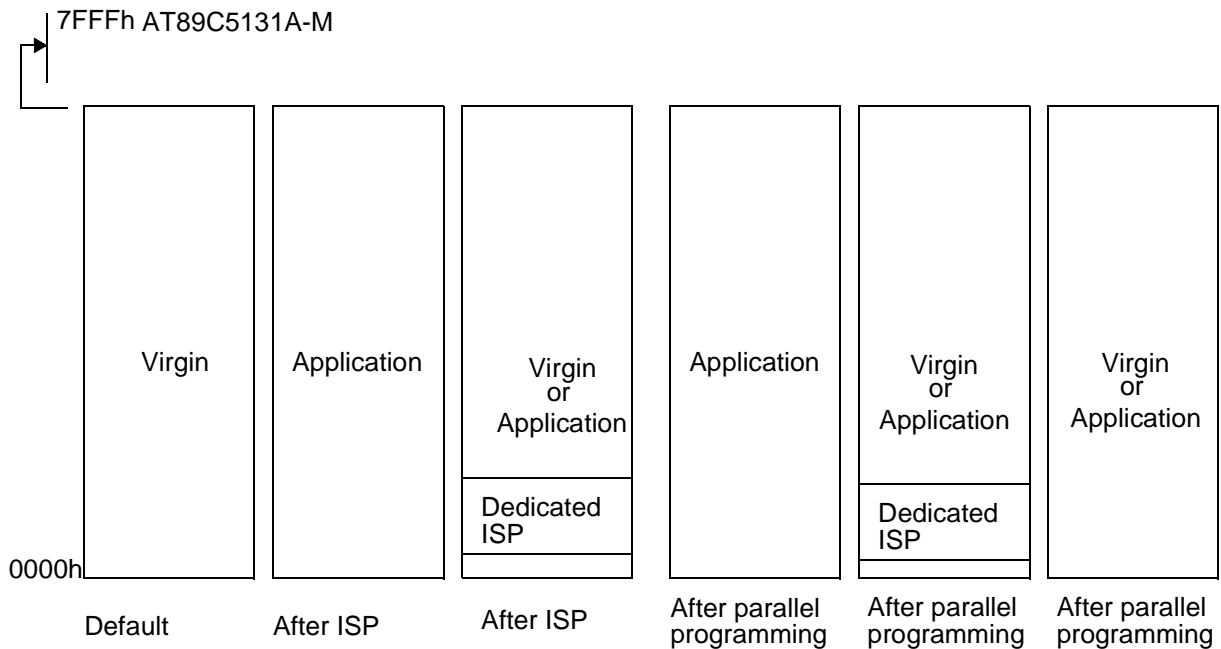 7FFFh AT89C5131A-M
Virgin
Application
Virgin
or
Application
Application
Virgin
or
Application
Virgin
or
Application
Dedicated
ISP
Dedicated
ISP
0000h
Default
After ISP
After ISP
After parallel
programming
After parallel
programming
After parallel
programming